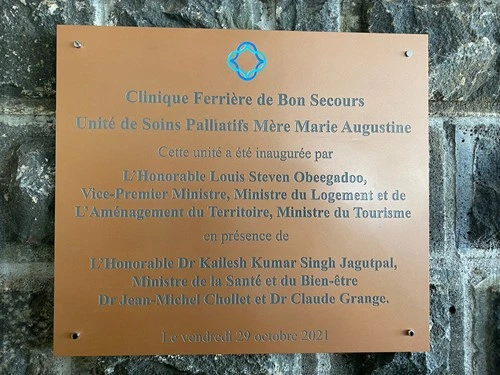 Clinique Ferrière de Bon Secours
Unité de Soins Palliatifs Mère Marie Augustine
Cette unité a été inaugurée par
L'Honorable Louis Steven Obeegadoo,
Vice-Premier Ministre, Ministre du Logement et de
L'Aménagement du Territoire, Ministre du Tourisme
en présence de
L'Honorable Dr Kailesh Kumar Singh Jagutpal,
Ministre de la Santé et du Bien-être
Dr Jean-Michel Chollet et Dr Claude Grange.
Le vendredi 29 octobre 2021